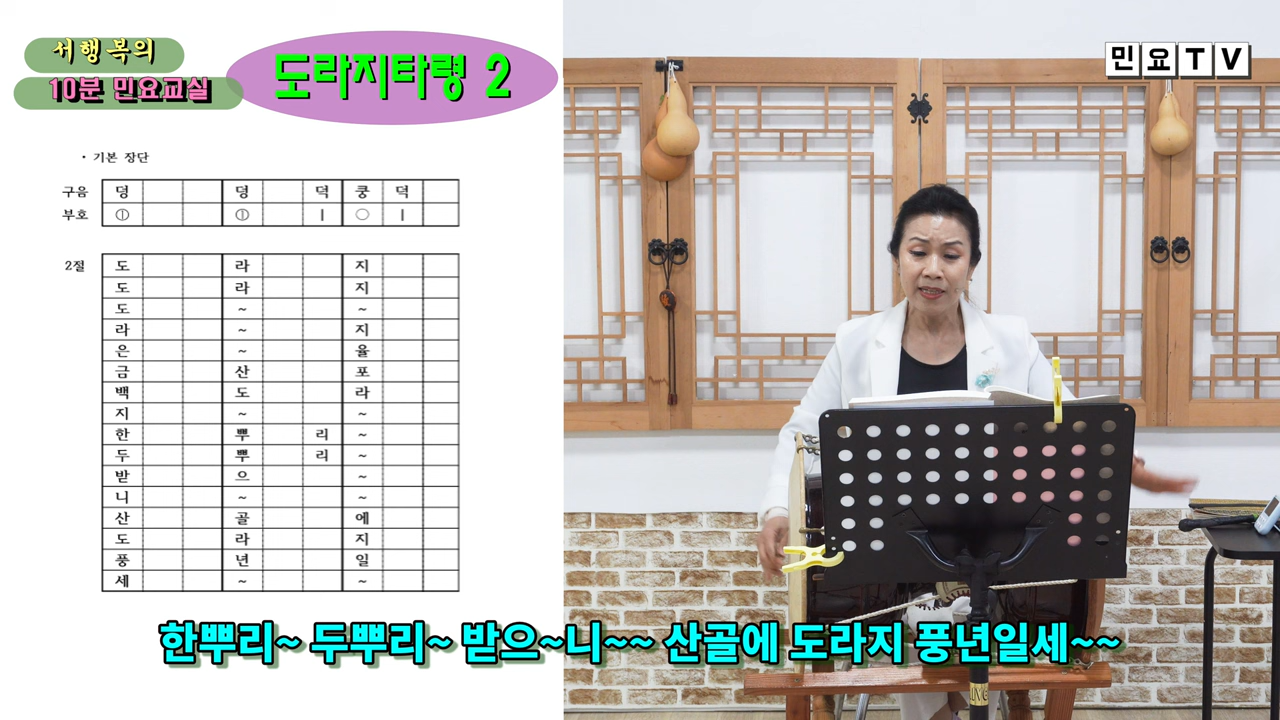 서행복의
10분 민요교실
도라지타령 2
민요TV
· 기본 장단
구음 덩 덩 덕 쿵 덕
부호 ⦶ ⦶ | ○ |
2절 도 라 지
도 라 지
도 ~ ~
라 ~ 지
은 ~ 율
금 산 포
백 도 라
지 ~ ~
한 뿌 리 ~
두 뿌 리 ~
받 으 ~
니 ~ ~
산 골 에
도 라 지
풍 년 일
세 ~ ~
한뿌리~ 두뿌리~ 받으~니~~ 산골에 도라지 풍년일세~~